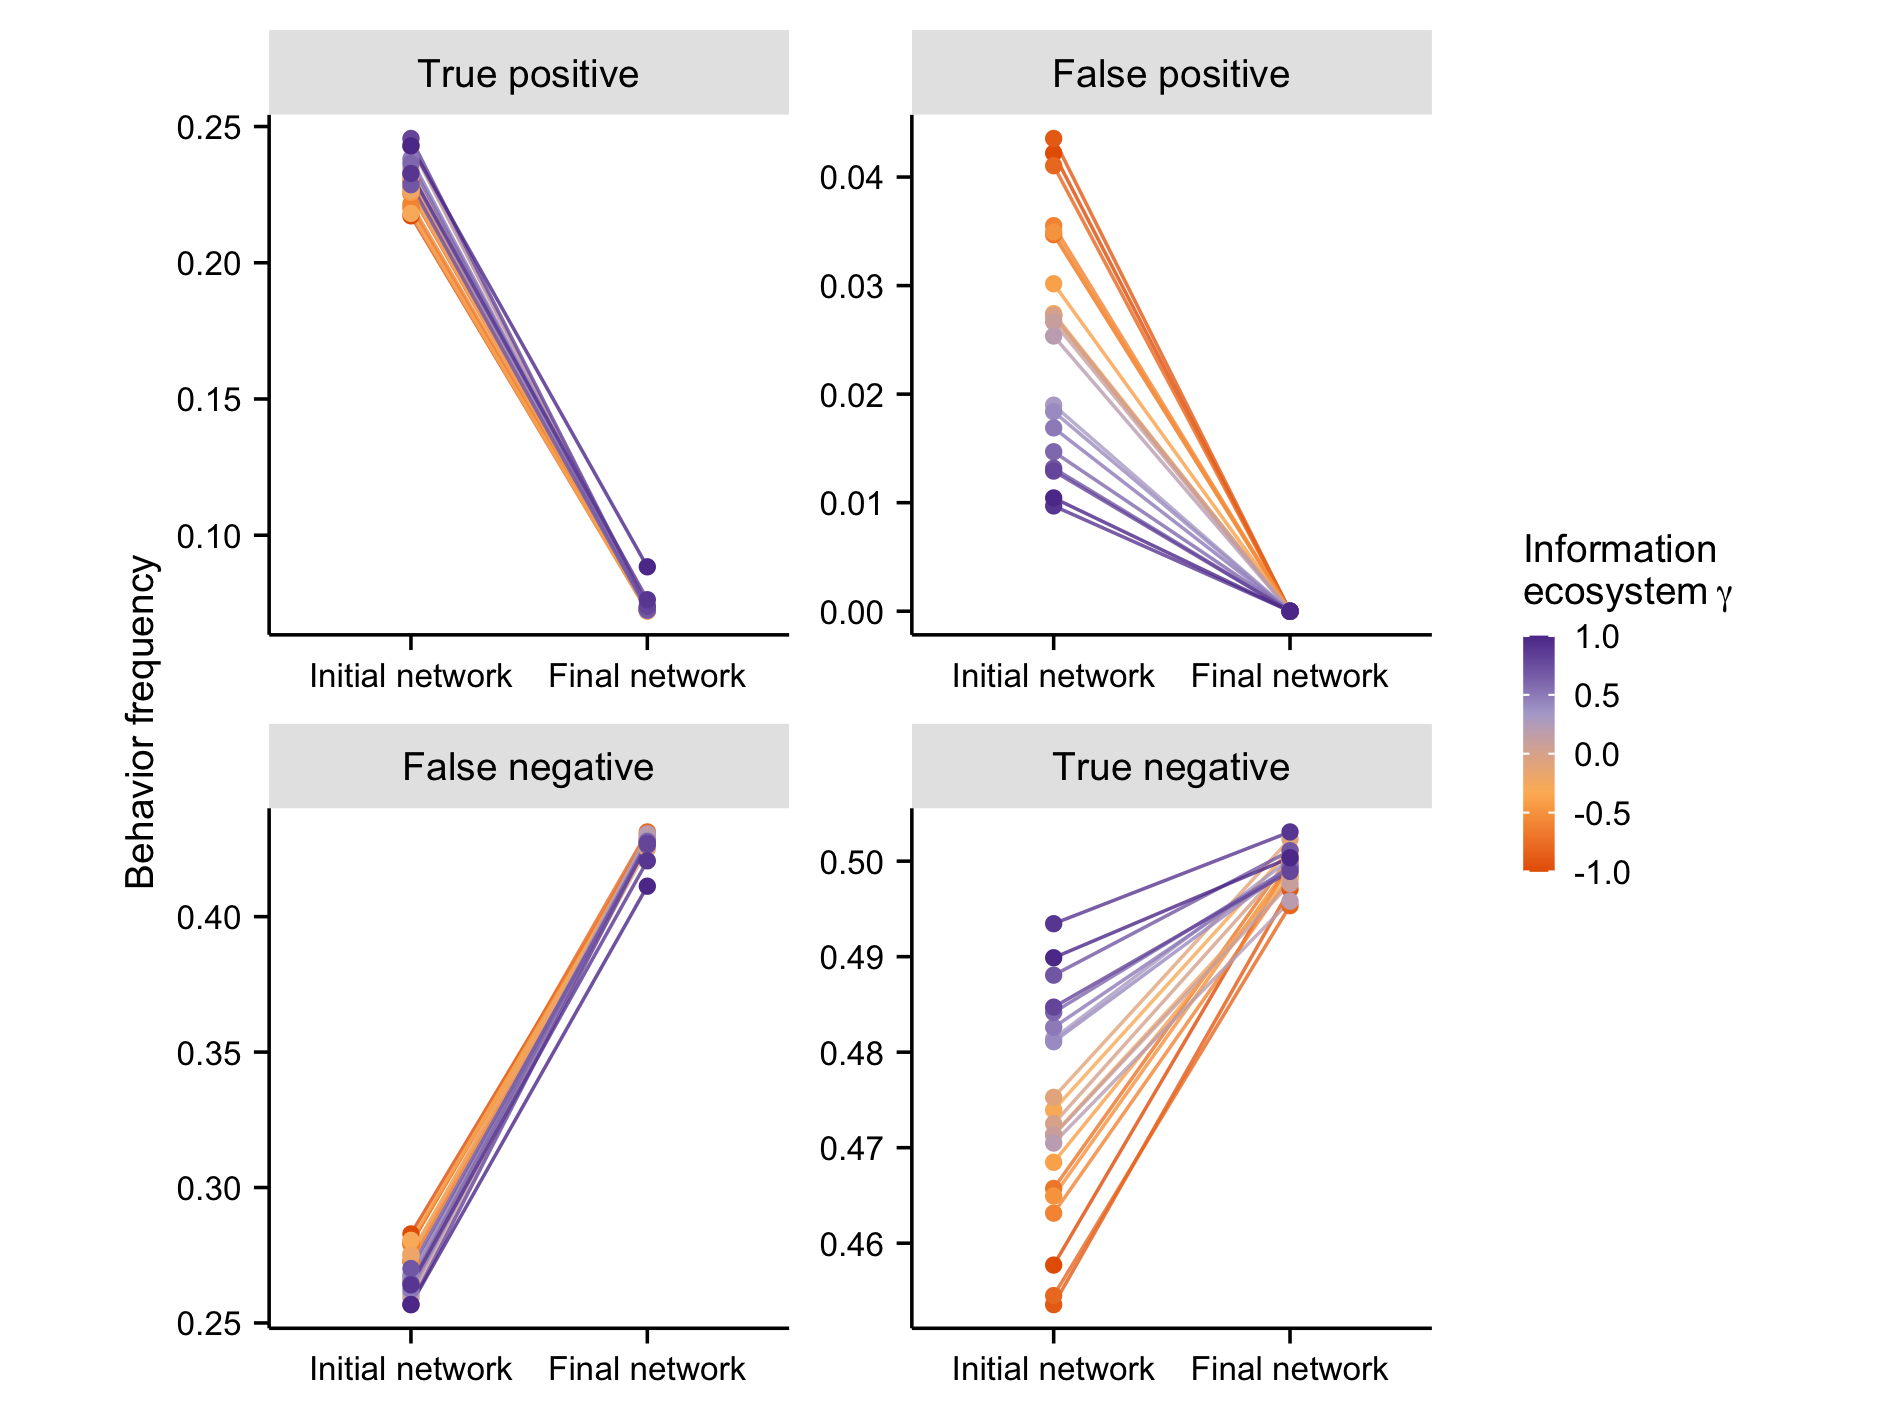 True positive
False positive
0.25
0.20
0.15
0.10
0.04
0.03
0.02
0.01
0.00
Initial network
Final network
Initial network
Final network
Behavior frequency
False negative
True negative
0.40
0.35
0.30
0.25
0.50
0.49
0.48
0.47
0.46
Initial network
Final network
Initial network
Final network
Information
ecosystem γ
1.0
0.5
0.0
-0.5
-1.0